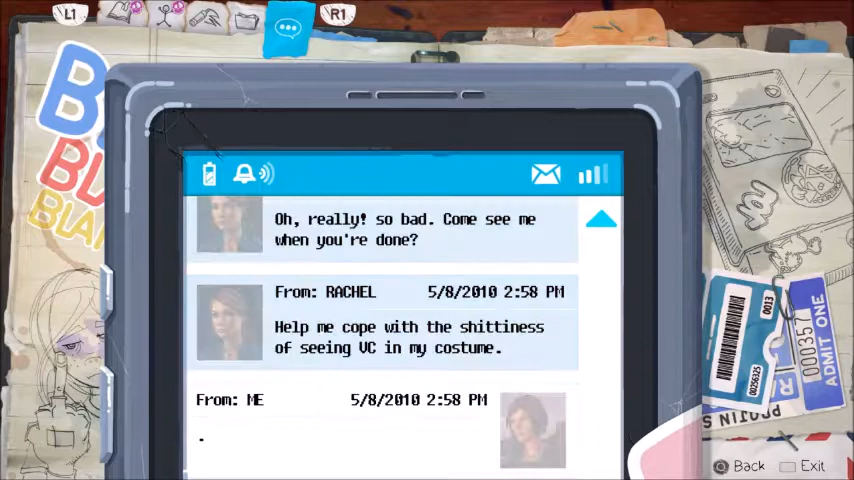 L1
R1
Oh, really! so bad. Come see me
when you're done?
From: RACHEL 5/8/2010 2:58 PM
Help me cope with the shittiness
of seeing VC in my costume.
From: ME 5/8/2010 2:58 PM
.
0013
00256325
000357
ADMIT ONE
Back
Exit